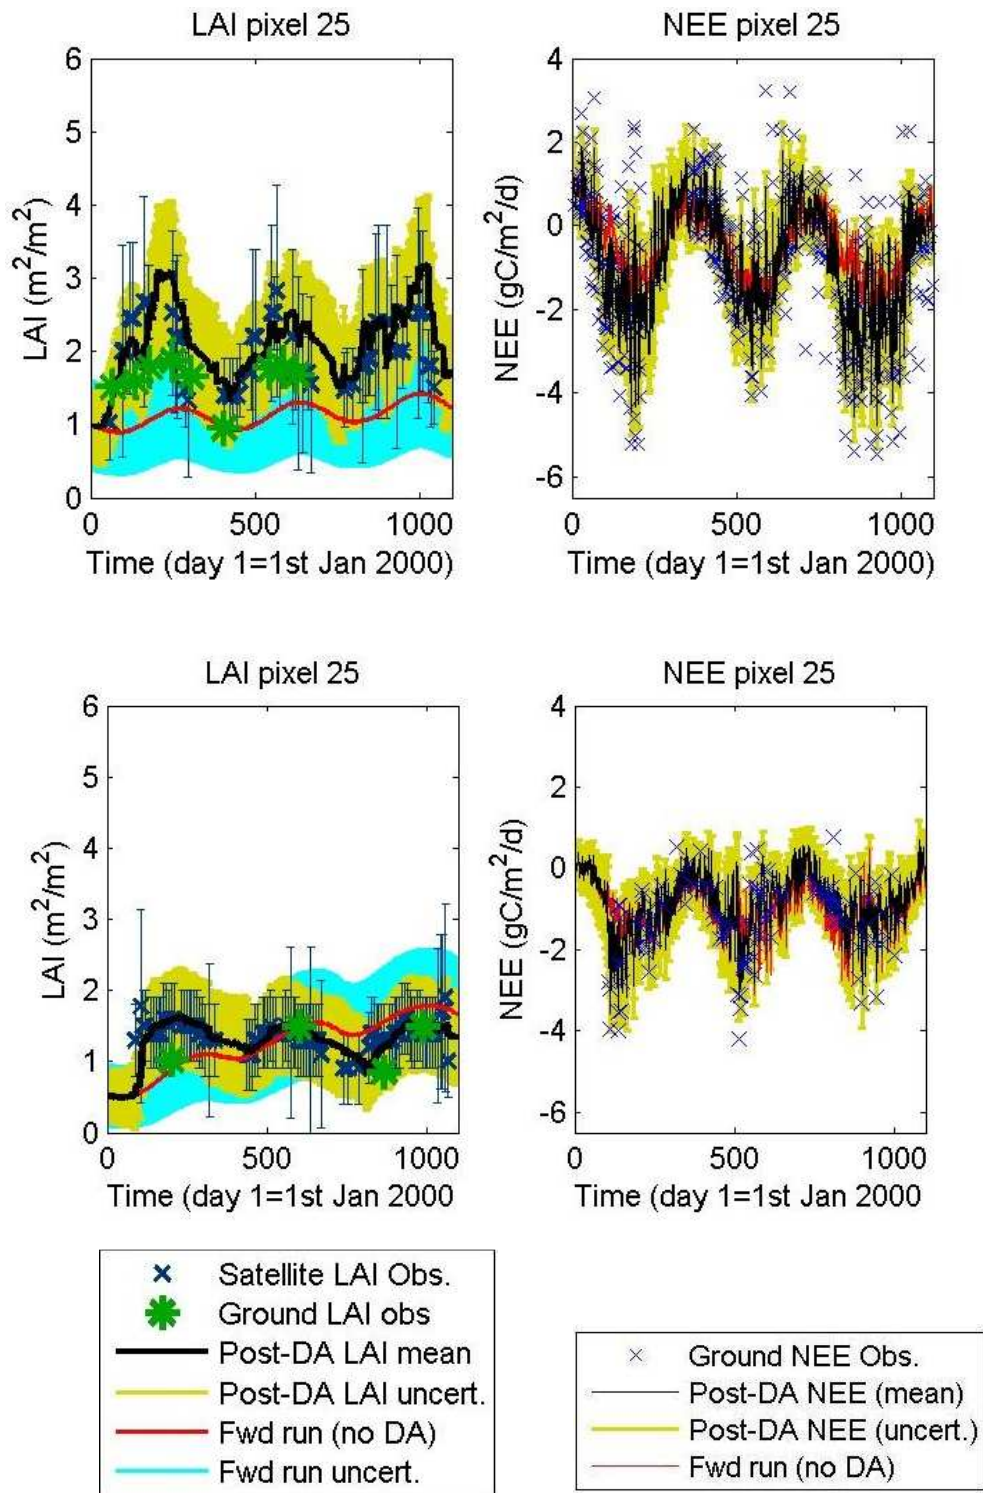 LAI pixel 25
LAI (m²/m²)
6
5
4
3
2
1
0
0 500 1000
Time (day 1=1st Jan 2000)
NEE pixel 25
NEE (gC/m²/d)
4
2
0
-2
-4
-6
0 500 1000
Time (day 1=1st Jan 2000)
LAI pixel 25
LAI (m²/m²)
6
5
4
3
2
1
0
0 500 1000
Time (day 1=1st Jan 2000
NEE pixel 25
NEE (gC/m²/d)
4
2
0
-2
-4
-6
0 500 1000
Time (day 1=1st Jan 2000
Satellite LAI Obs.
Ground LAI obs
Post-DA LAI mean
Post-DA LAI uncert.
Fwd run (no DA)
Fwd run uncert.
Ground NEE Obs.
Post-DA NEE (mean)
Post-DA NEE (uncert.)
Fwd run (no DA)